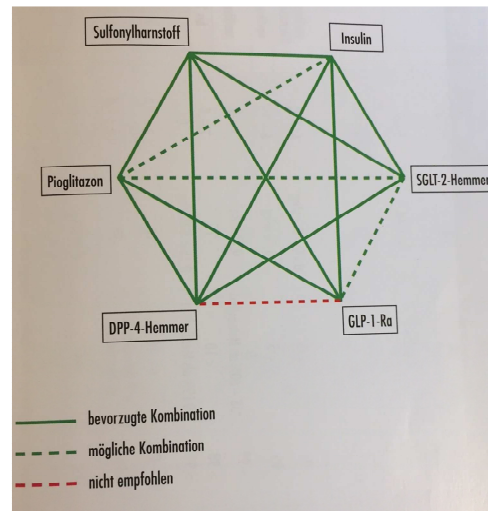 Sulfonylharnstoff
Insulin
Pioglitazon
SGLT-2-Hemmer
DPP-4-Hemmer
GLP-1-Ra
bevorzugte Kombination
mögliche Kombination
nicht empfohlen